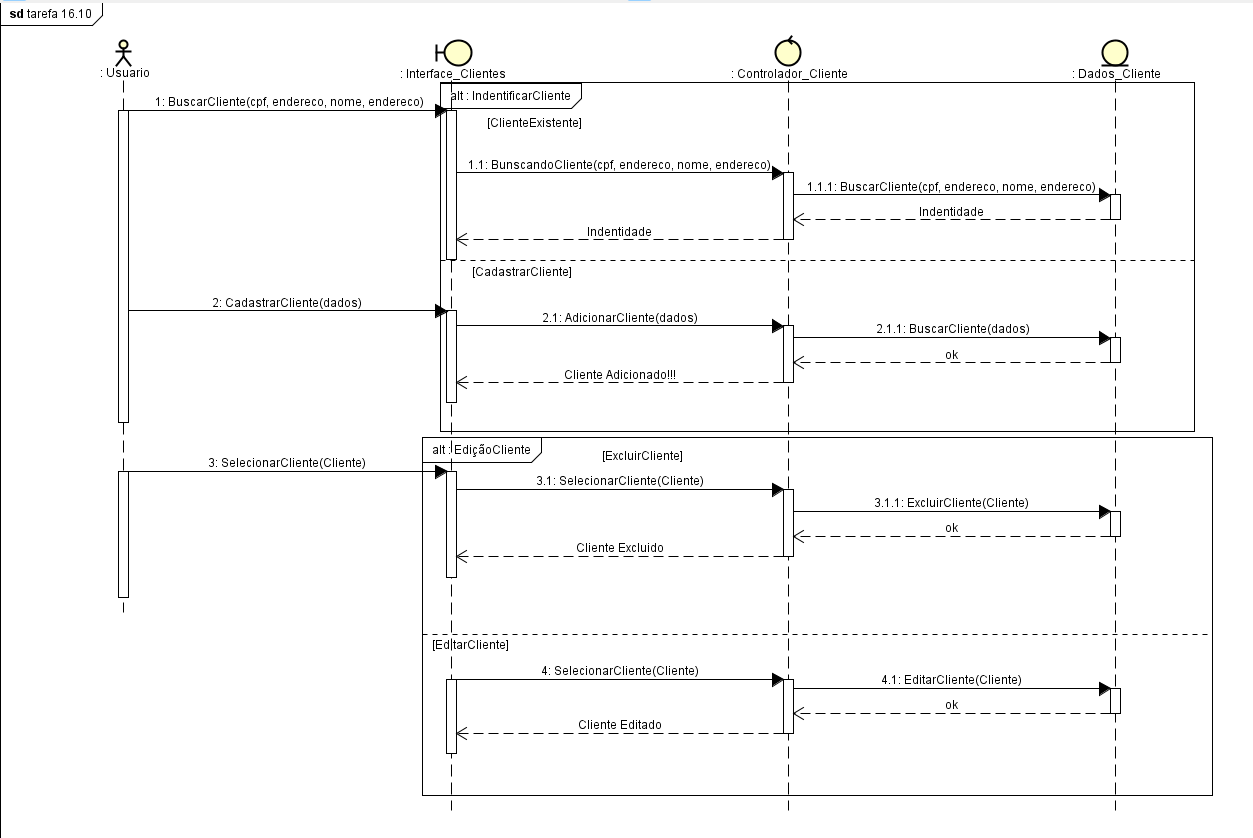 sd tarefa 16.10
: Usuario
: Interface_Clientes
: Controlador_Cliente
: Dados_Cliente
alt : IndentificarCliente
1: BuscarCliente(cpf, endereco, nome, endereco)
[ClienteExistente]
1.1: BunscandoCliente(cpf, endereco, nome, endereco)
1.1.1: BuscarCliente(cpf, endereco, nome, endereco)
Indentidade
Indentidade
[CadastrarCliente]
2: CadastrarCliente(dados)
2.1: AdicionarCliente(dados)
2.1.1: BuscarCliente(dados)
ok
Cliente Adicionado!!!
alt : EdiçãoCliente
[ExcluirCliente]
3: SelecionarCliente(Cliente)
3.1: SelecionarCliente(Cliente)
3.1.1: ExcluirCliente(Cliente)
ok
Cliente Excluido
[EditarCliente]
4: SelecionarCliente(Cliente)
4.1: EditarCliente(Cliente)
ok
Cliente Editado